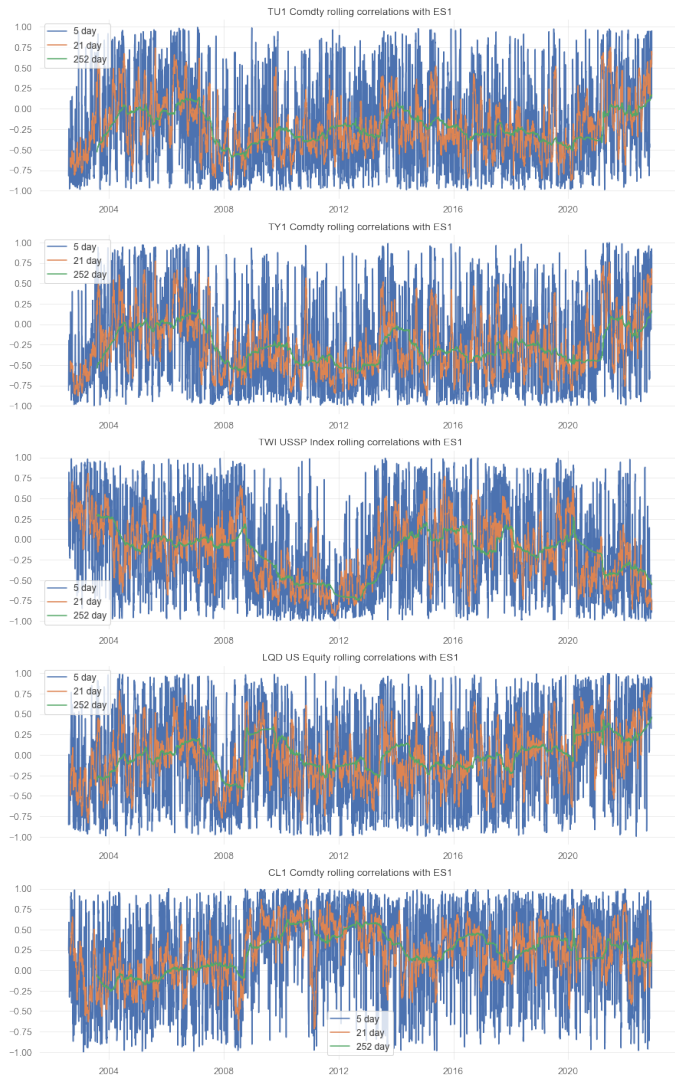 TU1 Comdty rolling correlations with ES1
1.00
0.75
0.50
0.25
0.00
−0.25
−0.50
−0.75
−1.00
5 day
21 day
252 day
2004 2008 2012 2016 2020
TY1 Comdty rolling correlations with ES1
1.00
0.75
0.50
0.25
0.00
−0.25
−0.50
−0.75
−1.00
5 day
21 day
252 day
2004 2008 2012 2016 2020
TWI USSP Index rolling correlations with ES1
1.00
0.75
0.50
0.25
0.00
−0.25
−0.50
−0.75
−1.00
5 day
21 day
252 day
2004 2008 2012 2016 2020
LQD US Equity rolling correlations with ES1
1.00
0.75
0.50
0.25
0.00
−0.25
−0.50
−0.75
−1.00
5 day
21 day
252 day
2004 2008 2012 2016 2020
CL1 Comdty rolling correlations with ES1
1.00
0.75
0.50
0.25
0.00
−0.25
−0.50
−0.75
−1.00
5 day
21 day
252 day
2004 2008 2012 2016 2020